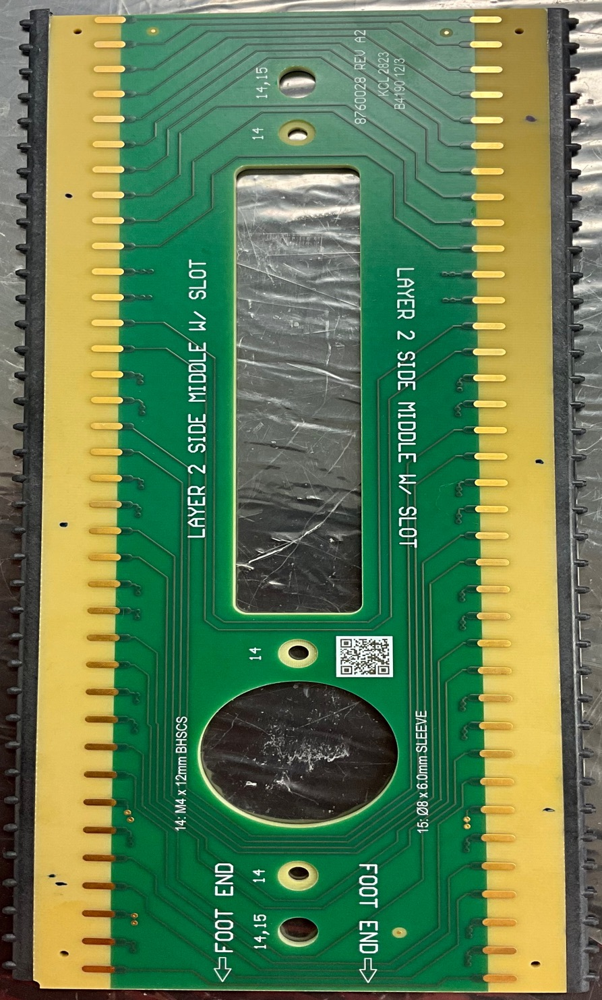 8760028 REV A2
KCL 2823
B4190 12/3
14,15
14
LAYER 2 SIDE MIDDLE W/ SLOT
LAYER 2 SIDE MIDDLE W/ SLOT
14
14: M4 x 12mm BHSCS
15: Ø8 x 6.0mm SLEEVE
FOOT END
14
FOOT END
14,15